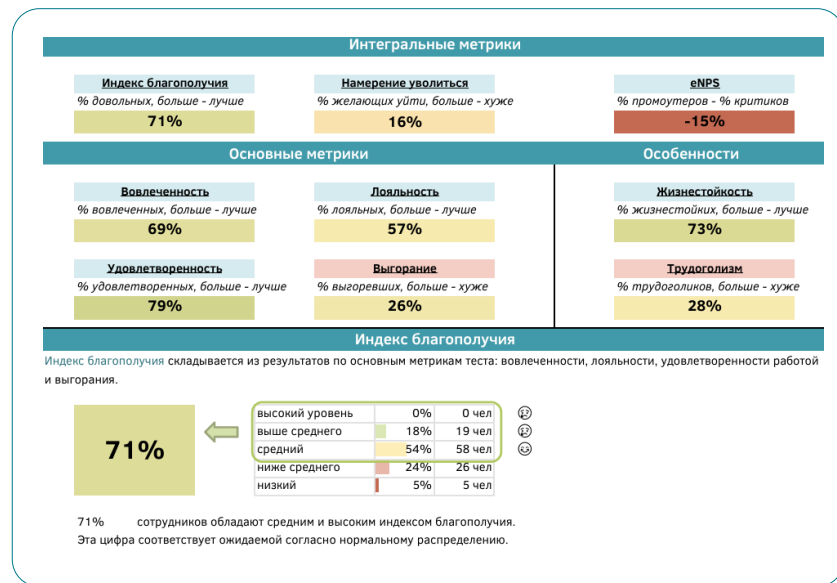 Интегральные метрики
Индекс благополучия
% довольных, больше - лучше
71%
Намерение уволиться
% желающих уйти, больше - хуже
16%
eNPS
% промоутеров - % критиков
-15%
Основные метрики
Особенности
Вовлеченность
% вовлеченных, больше - лучше
69%
Лояльность
% лояльных, больше - лучше
57%
Жизнестойкость
% жизнестойких, больше - лучше
73%
Удовлетворенность
% удовлетворенных, больше - лучше
79%
Выгорание
% выгоревших, больше - хуже
26%
Трудоголизм
% трудоголиков, больше - хуже
28%
Индекс благополучия
Индекс благополучия складывается из результатов по основным метрикам теста: вовлеченности, лояльности, удовлетворенности работой
и выгорания.
71%
высокий уровень 0% 0 чел
выше среднего 18% 19 чел
средний 54% 58 чел
ниже среднего 24% 26 чел
низкий 5% 5 чел
71% сотрудников обладают средним и высоким индексом благополучия.
Эта цифра соответствует ожидаемой согласно нормальному распределению.